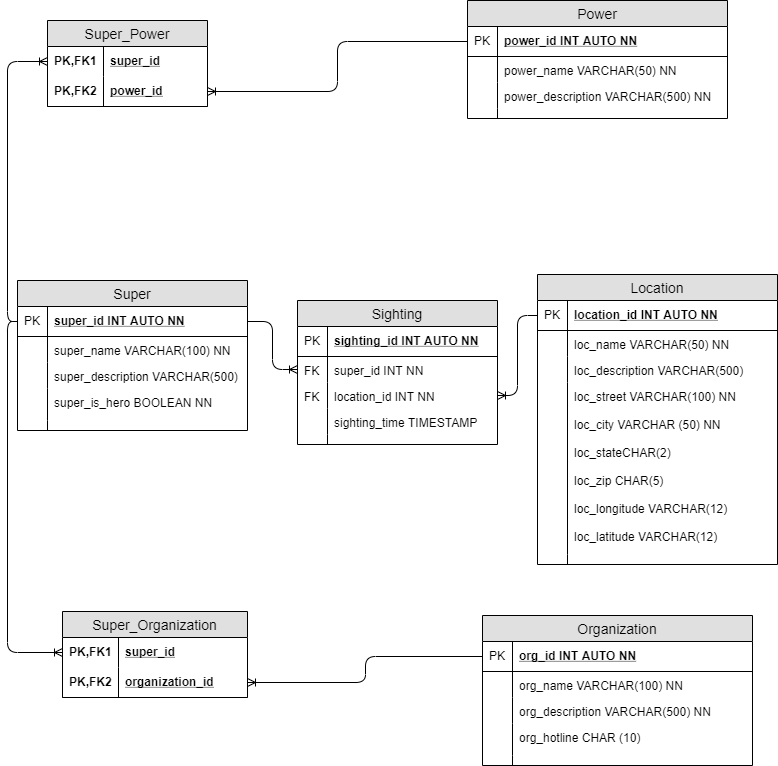 Super_Power
PK,FK1 super_id
PK,FK2 power_id
Power
PK power_id INT AUTO NN
power_name VARCHAR(50) NN
power_description VARCHAR(500) NN
Super
PK super_id INT AUTO NN
super_name VARCHAR(100) NN
super_description VARCHAR(500)
super_is_hero BOOLEAN NN
Sighting
PK sighting_id INT AUTO NN
FK super_id INT NN
FK location_id INT NN
sighting_time TIMESTAMP
Location
PK location_id INT AUTO NN
loc_name VARCHAR(50) NN
loc_description VARCHAR(500)
loc_street VARCHAR(100) NN
loc_city VARCHAR (50) NN
loc_stateCHAR(2)
loc_zip CHAR(5)
loc_longitude VARCHAR(12)
loc_latitude VARCHAR(12)
Super_Organization
PK,FK1 super_id
PK,FK2 organization_id
Organization
PK org_id INT AUTO NN
org_name VARCHAR(100) NN
org_description VARCHAR(500) NN
org_hotline CHAR (10)